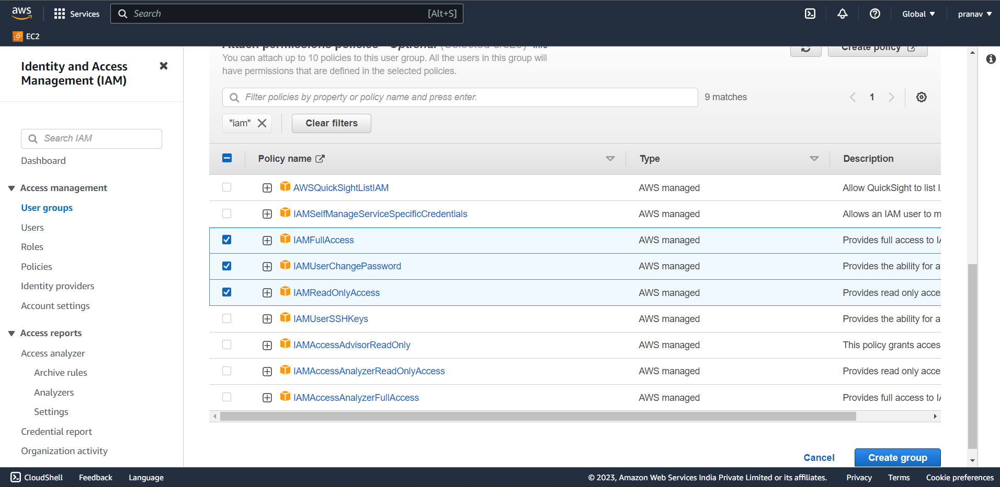 aws
Services
Search
[Alt+S]
Global
pranav
EC2
Identity and Access
Management (IAM)
Search IAM
Dashboard
Access management
User groups
Users
Roles
Policies
Identity providers
Account settings
Access reports
Access analyzer
Archive rules
Analyzers
Settings
Credential report
Organization activity
Attach permissions policies - Optional
Create policy
You can attach up to 10 policies to this user group. All the users in this group will
have permissions that are defined in the selected policies.
Filter policies by property or policy name and press enter.
9 matches
1
"iam"
Clear filters
Policy name Type Description
AWSQuickSightListIAM AWS managed Allow QuickSight to list I
IAMSelfManageServiceSpecificCredentials AWS managed Allows an IAM user to m
IAMFullAccess AWS managed Provides full access to IA
IAMUserChangePassword AWS managed Provides the ability for a
IAMReadOnlyAccess AWS managed Provides read only acce
IAMUserSSHKeys AWS managed Provides the ability for a
IAMAccessAdvisorReadOnly AWS managed This policy grants acces
IAMAccessAnalyzerReadOnlyAccess AWS managed Provides read only acce
IAMAccessAnalyzerFullAccess AWS managed Provides full access to IA
Cancel
Create group
CloudShell
Feedback
Language
© 2023, Amazon Web Services India Private Limited or its affiliates.
Privacy
Terms
Cookie preferences